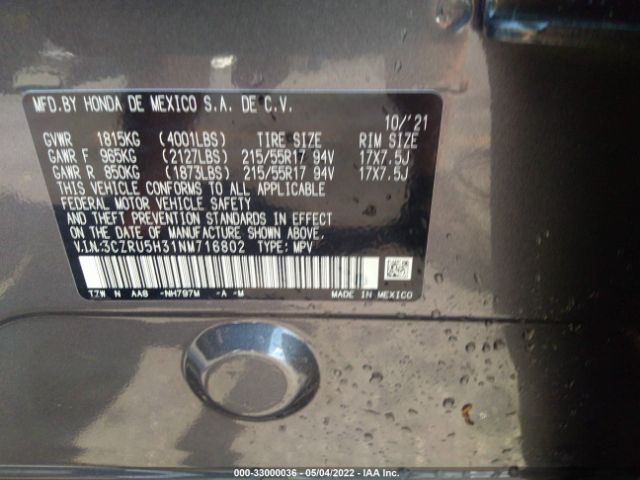 MFD.BY HONDA DE MEXICO S.A. DE C.V.
10/'21
GVWR 1815KG (4001LBS) TIRE SIZE RIM SIZE
GAWR F 965KG (2127LBS) 215/55R17 94V 17X7.5J
GAWR R 850KG (1873LBS) 215/55R17 94V 17X7.5J
THIS VEHICLE CONFORMS TO ALL APPLICABLE
FEDERAL MOTOR VEHICLE SAFETY
AND THEFT PREVENTION STANDARDS IN EFFECT
ON THE DATE OF MANUFACTURE SHOWN ABOVE.
V.I.N:3CZRU5H31NM716802 TYPE: MPV
TZW N AA6 -NH797M -A -M
MADE IN MEXICO
000-33000036 - 05/04/2022 - IAA Inc.